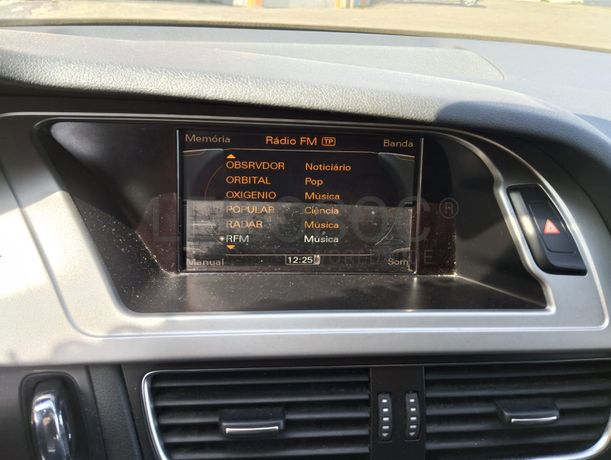 Memória Rádio FM TP Banda
OBSRVDOR Noticiário
ORBITAL Pop
OXIGENIO Música
POPULAR Ciência
RADAR Música
RFM Música
Manual 12:25 Som